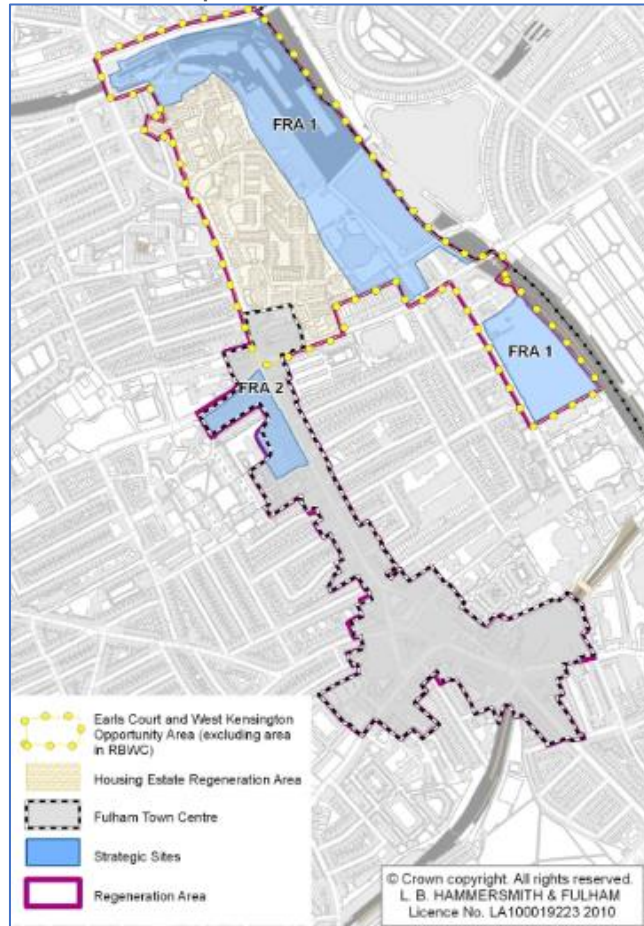 FRA 1
FRA 1
FRA 2
Earls Court and West Kensington
Opportunity Area (excluding area
in RBWC)
Housing Estate Regeneration Area
Fulham Town Centre
Strategic Sites
Regeneration Area
© Crown copyright. All rights reserved.
L. B. HAMMERSMITH & FULHAM
Licence No. LA100019223 2010